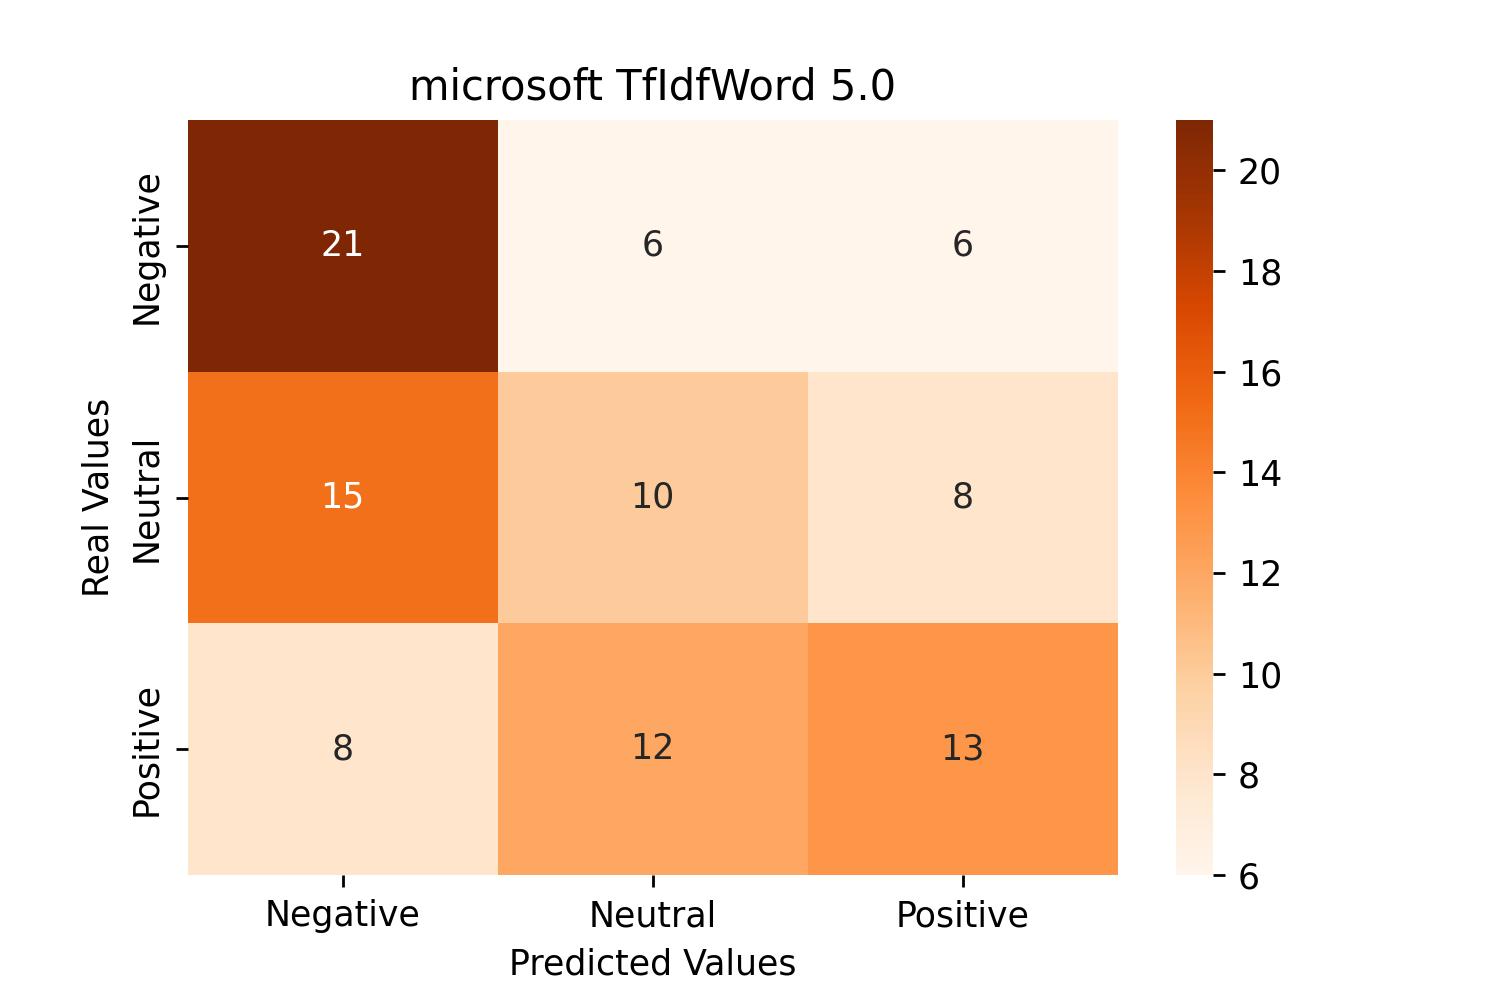 microsoft TfIdfWord 5.0
Real Values
Negative
21 6 6
Neutral
15 10 8
Positive
8 12 13
Negative Neutral Positive
Predicted Values
20
18
16
14
12
10
8
6